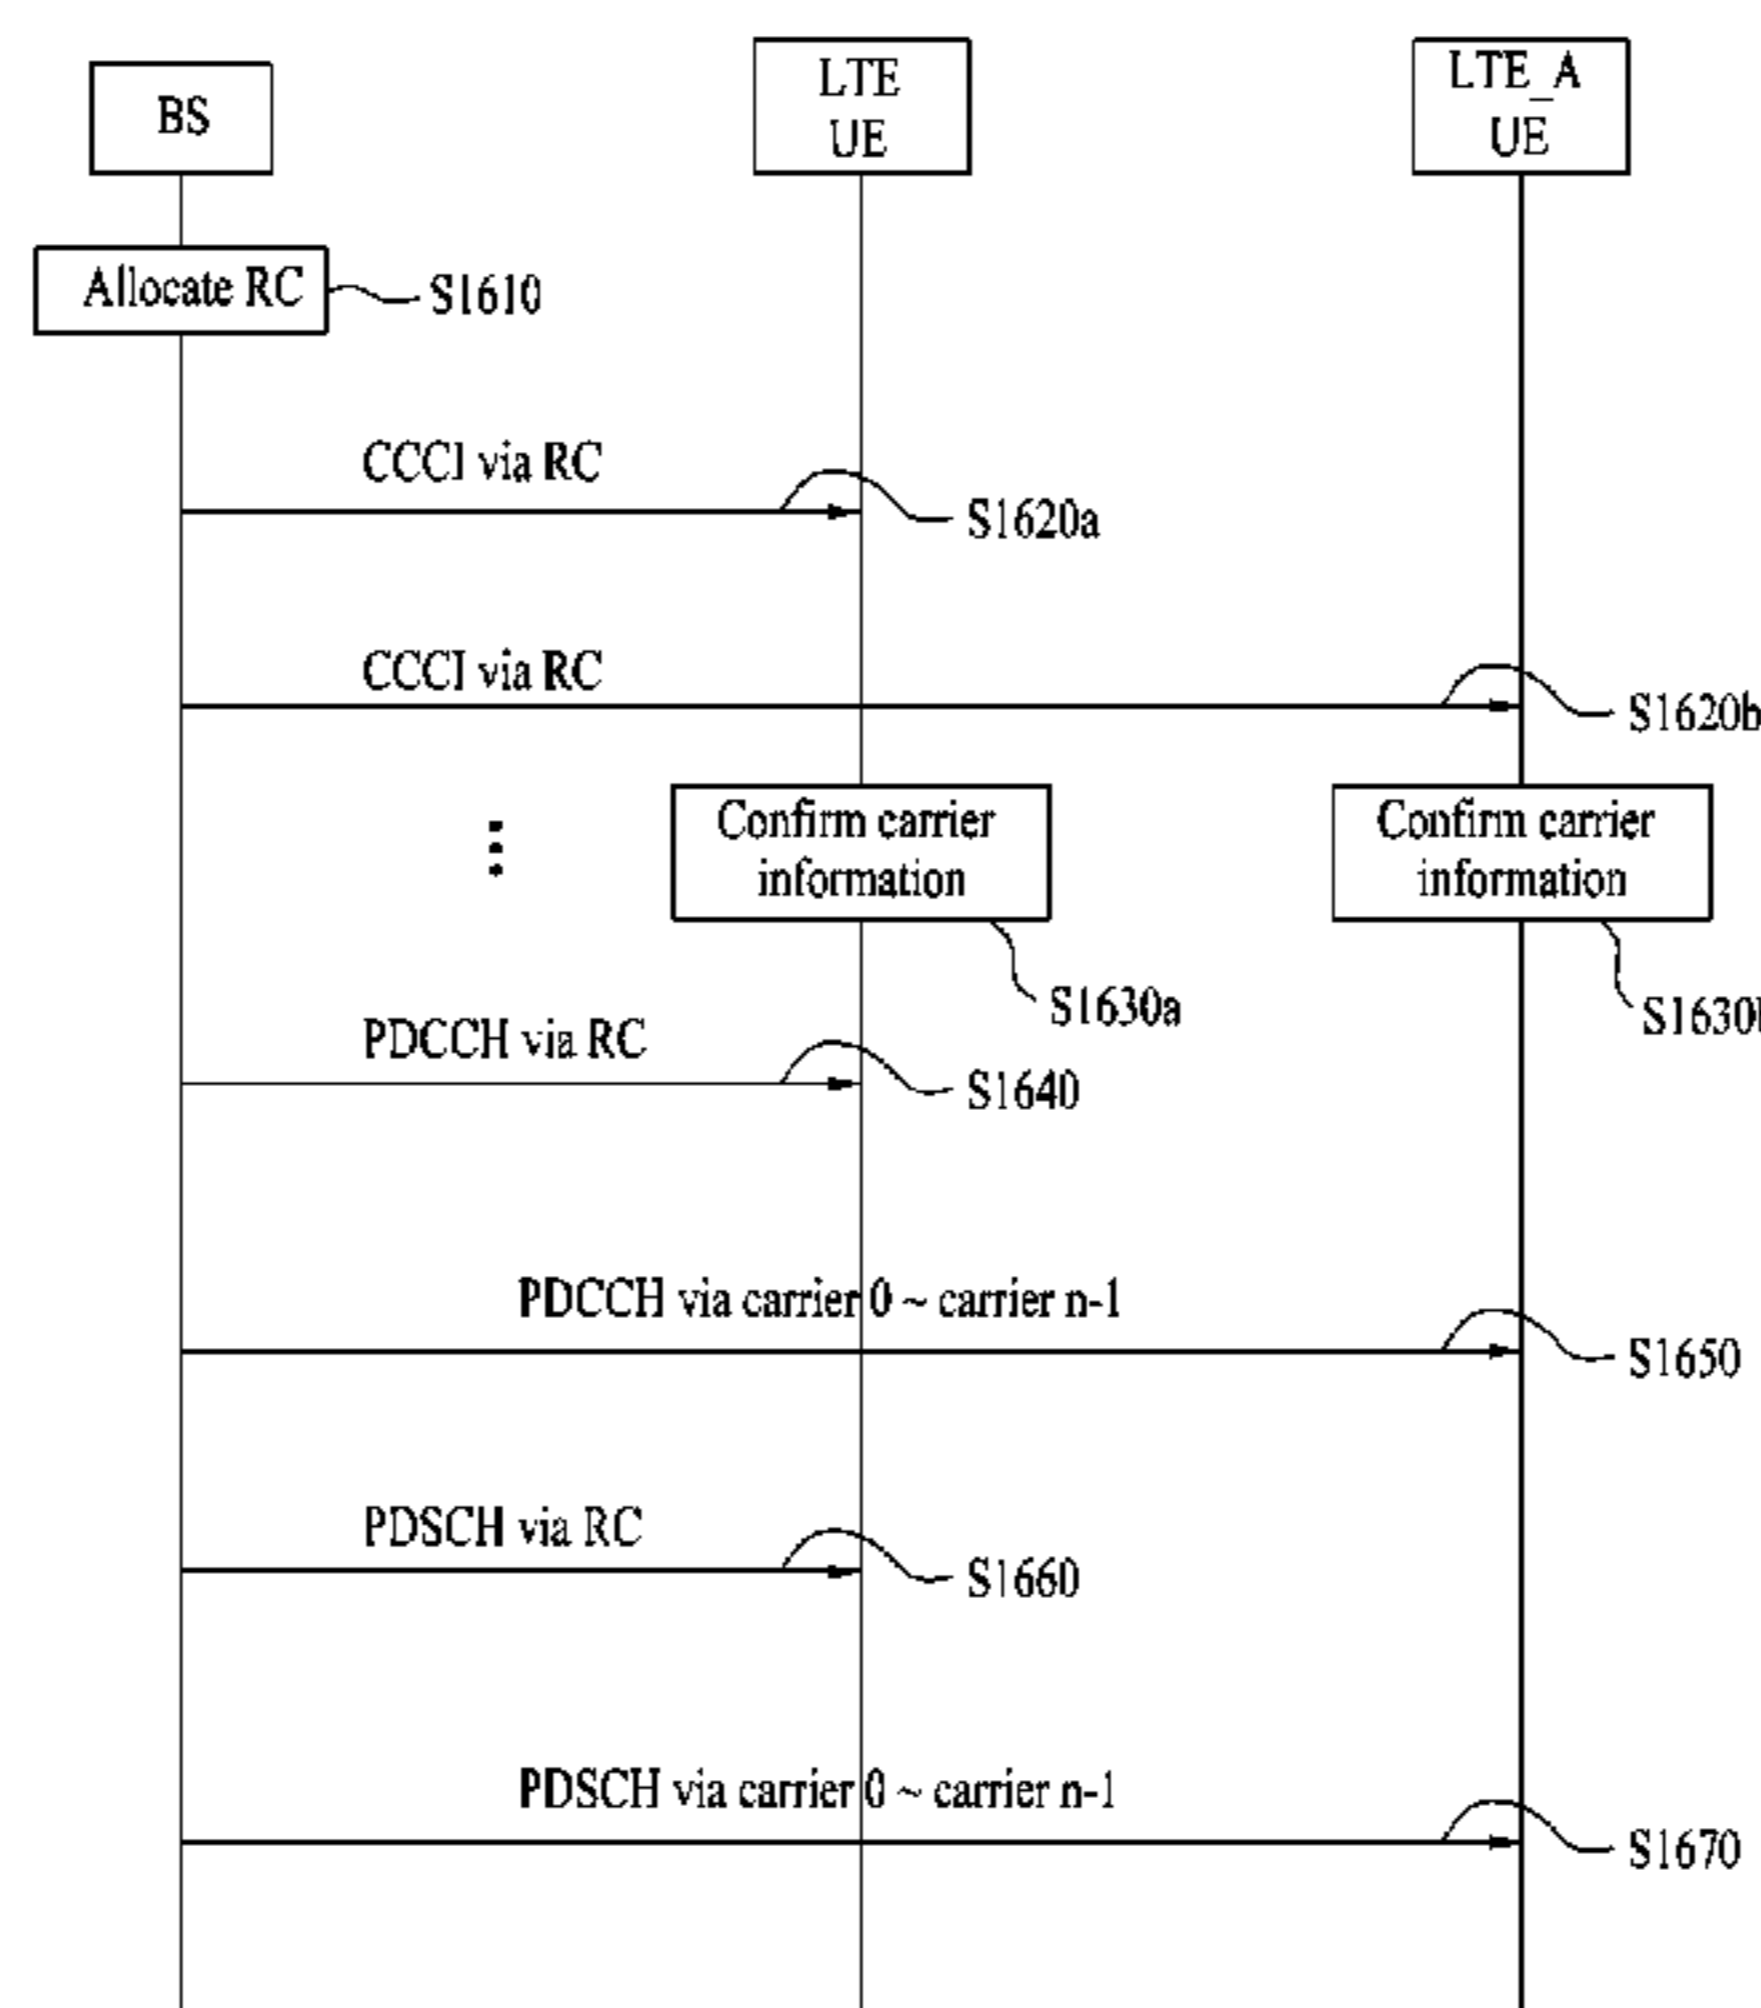 BS
LTE
UE
LTE_A
UE
Allocate RC
S1610
CCCI via RC
S1620a
CCCI via RC
S1620b
Confirm carrier
information
Confirm carrier
information
S1630a
S1630b
PDCCH via RC
S1640
PDCCH via carrier 0 ~ carrier n-1
S1650
PDSCH via RC
S1660
PDSCH via carrier 0 ~ carrier n-1
S1670